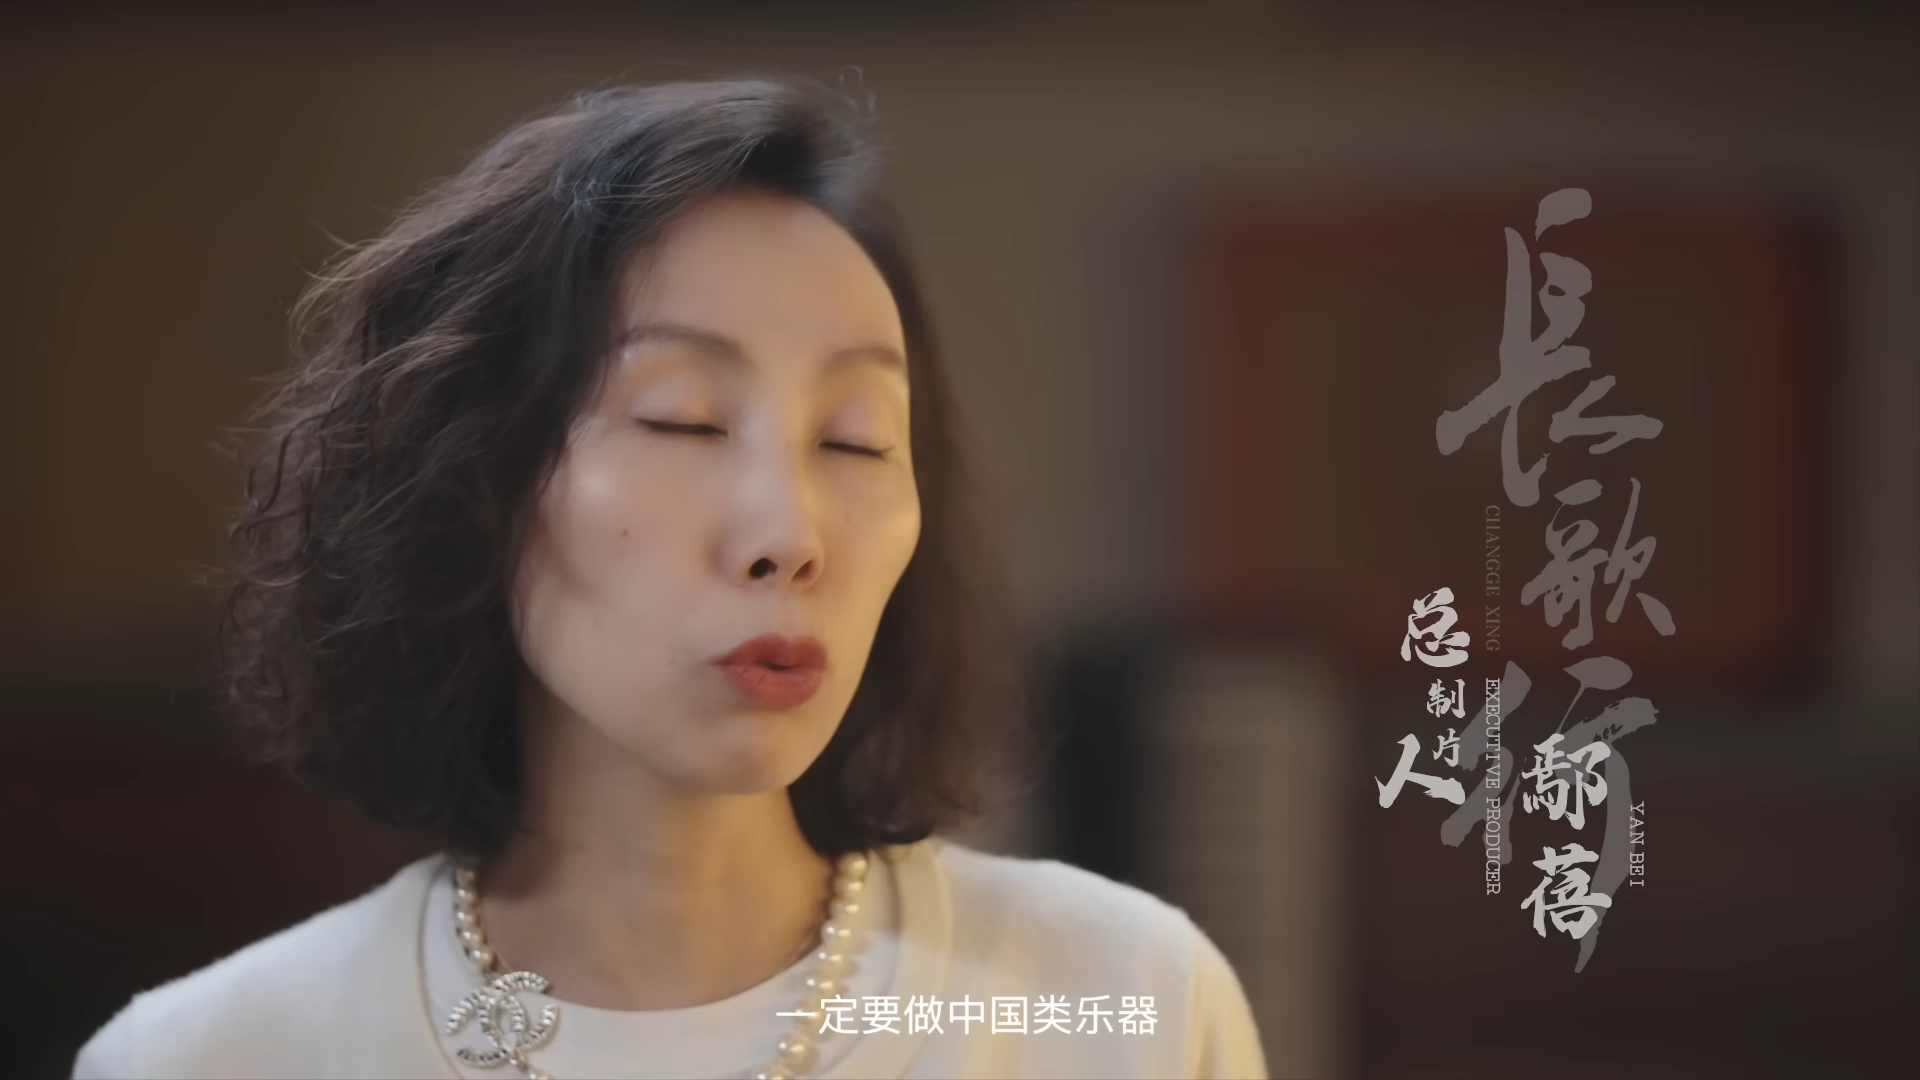 長歌行
CHANGGE XING
总制片人
EXECUTIVE PRODUCER
鄢蓓
YAN BEI
一定要做中国类乐器